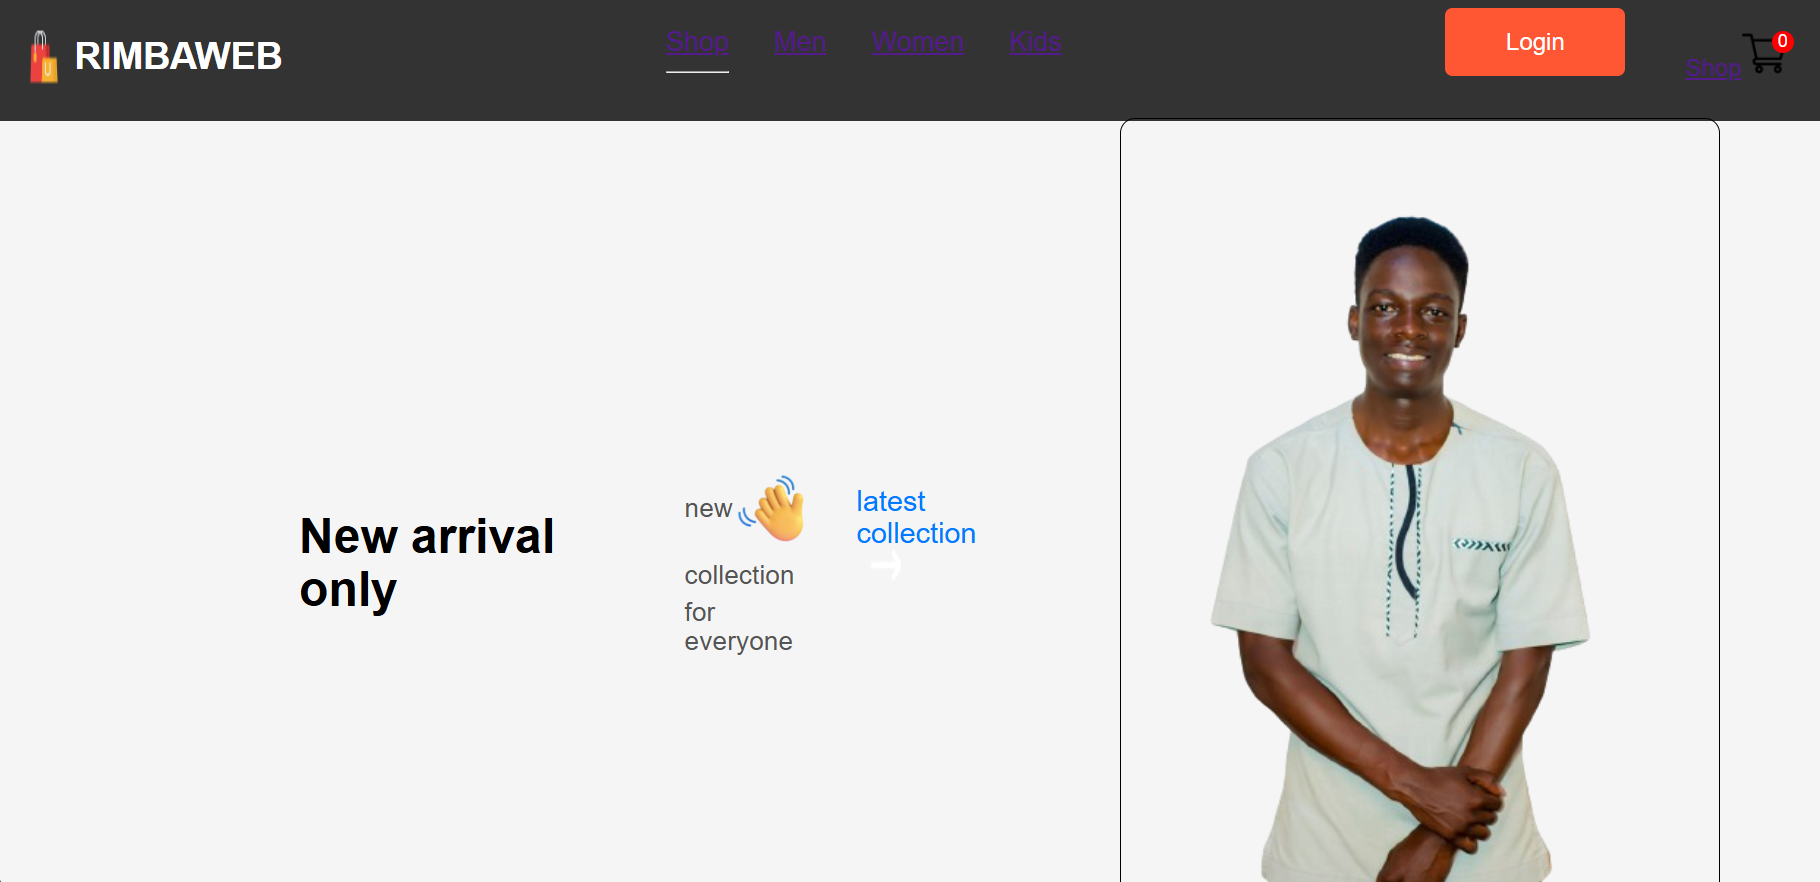 RIMBAWEB
Shop Men Women Kids
Login
Shop
0
New arrival
only
new
collection
for
everyone
latest
collection